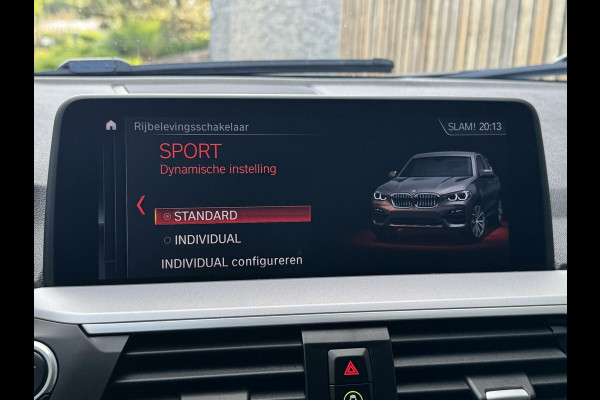 Rijbelevingsschakelaar
SLAM! 20:13
SPORT
Dynamische instelling
STANDARD
INDIVIDUAL
INDIVIDUAL configureren